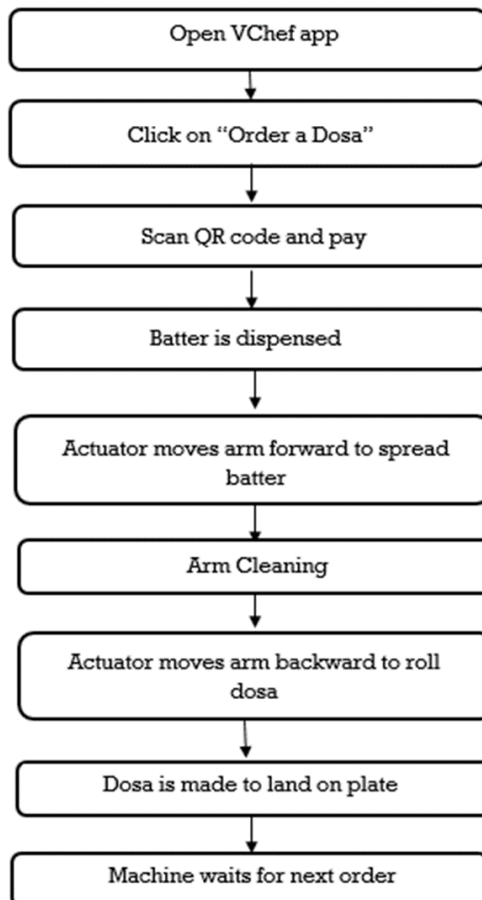 Open VChef app
Click on “Order a Dosa”
Scan QR code and pay
Batter is dispensed
Actuator moves arm forward to spread
batter
Arm Cleaning
Actuator moves arm backward to roll
dosa
Dosa is made to land on plate
Machine waits for next order